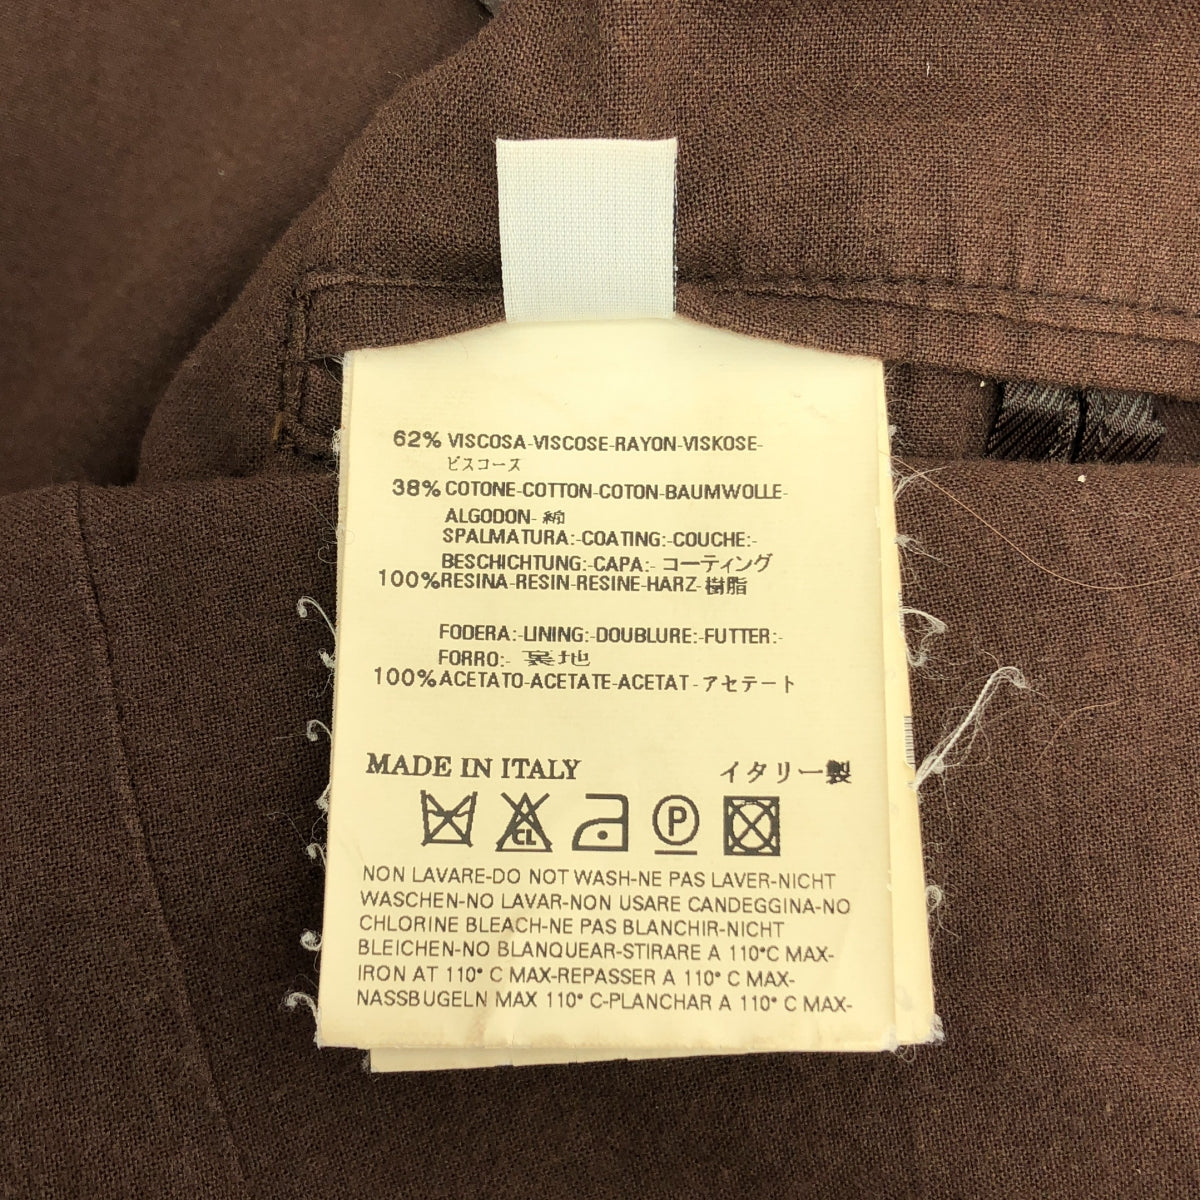 62% VISCOSA-VISCOSE-RAYON-VISKOSE-
ビスコース
38% COTONE-COTTON-COTON-BAUMWOLLE-
ALGODON- 綿
SPALMATURA:-COATING:-COUCHE:-
BESCHICHTUNG:-CAPA:- コーティング
100% RESINA-RESIN-RESINE-HARZ-樹脂
FODERA:-LINING:-DOUBLURE:-FUTTER:-
FORRO:- 裏地
100% ACETATO-ACETATE-ACETAT-アセテート
MADE IN ITALY イタリー製
CL P
NON LAVARE-DO NOT WASH-NE PAS LAVER-NICHT
WASCHEN-NO LAVAR-NON USARE CANDEGGINA-NO
CHLORINE BLEACH-NE PAS BLANCHIR-NICHT
BLEICHEN-NO BLANQUEAR-STIRARE A 110°C MAX-
IRON AT 110° C MAX-REPASSER A 110° C MAX-
NASSBUGELN MAX 110° C-PLANCHAR A 110° C MAX-